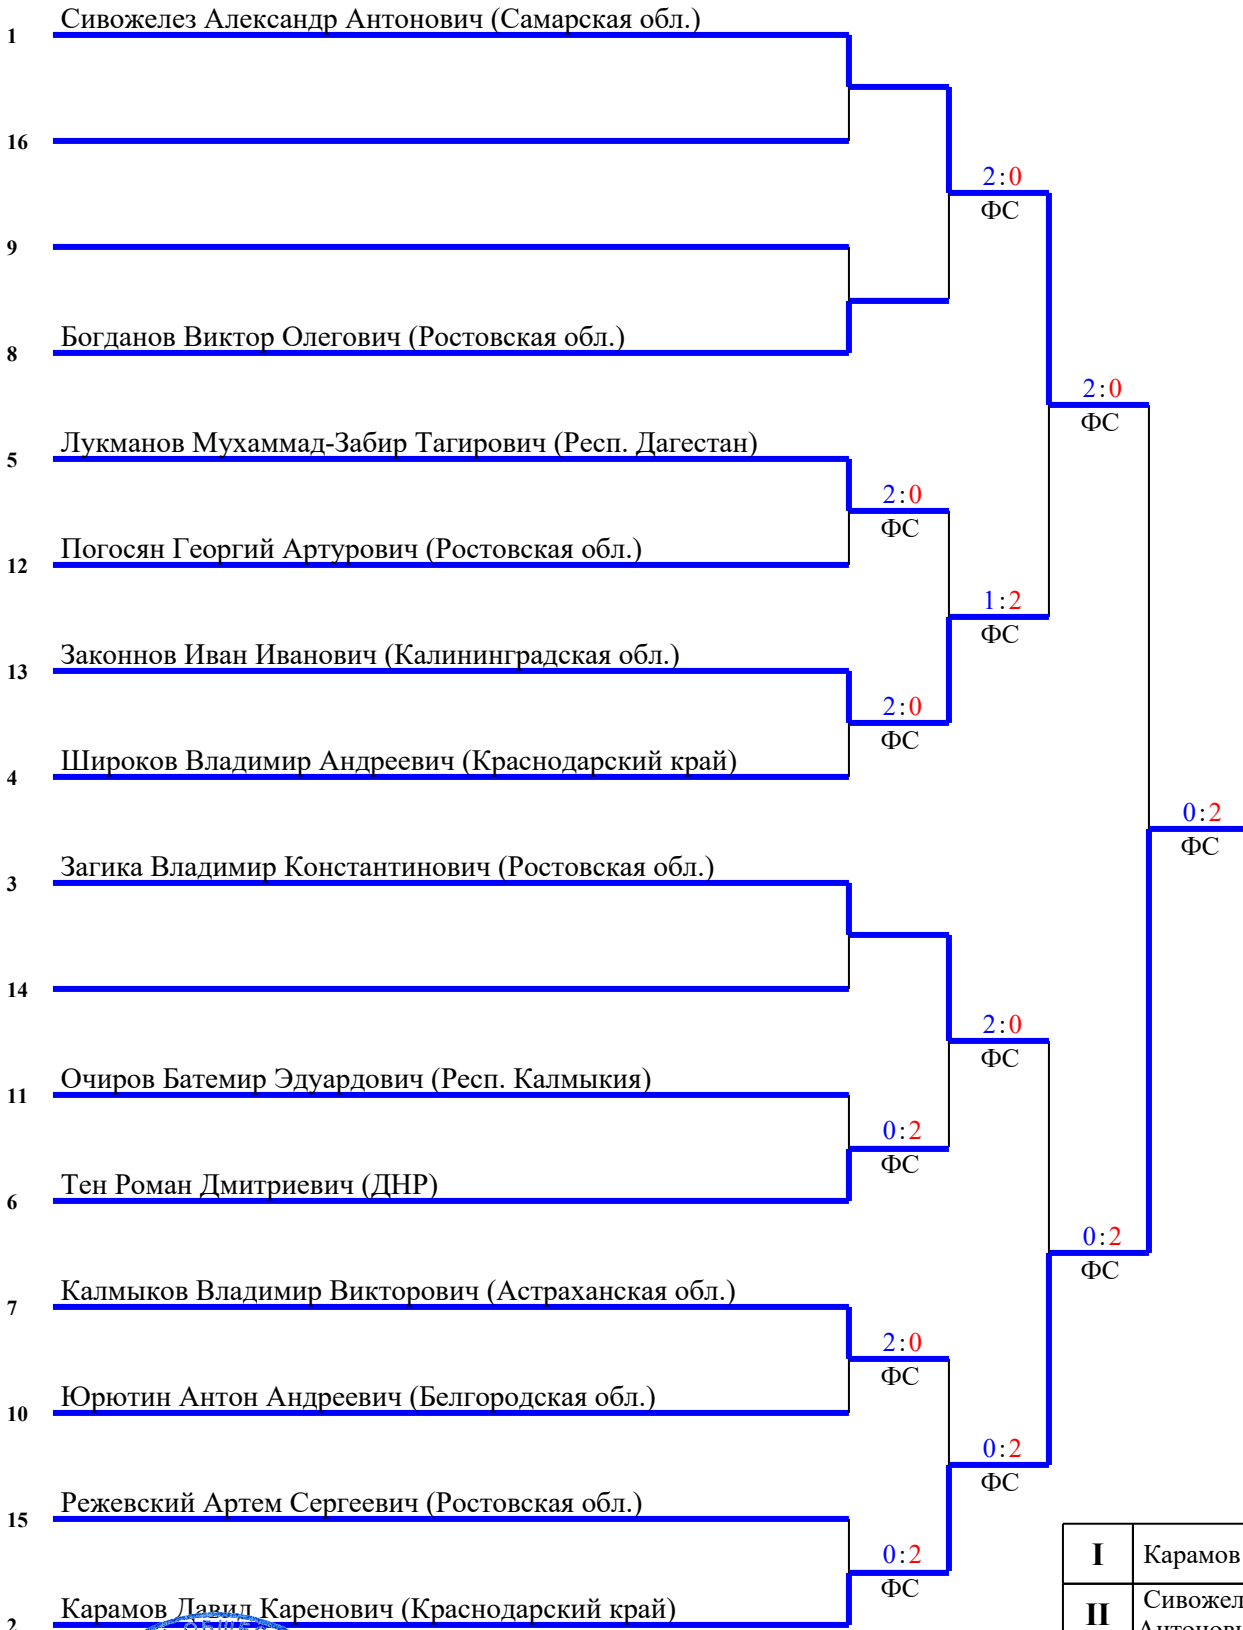 Сивожелез Александр Антонович (Самарская обл.)
1
16
2:0
ФС
9
Богданов Виктор Олегович (Ростовская обл.)
8
2:0
ФС
Лукманов Мухаммад-Забир Тагирович (Респ. Дагестан)
5
2:0
ФС
Погосян Георгий Артурович (Ростовская обл.)
12
1:2
ФС
Законнов Иван Иванович (Калининградская обл.)
13
2:0
ФС
Широков Владимир Андреевич (Краснодарский край)
4
0:2
ФС
Загика Владимир Константинович (Ростовская обл.)
3
14
2:0
ФС
Очиров Батемир Эдуардович (Респ. Калмыкия)
11
0:2
ФС
Тен Роман Дмитриевич (ДНР)
6
0:2
ФС
Калмыков Владимир Викторович (Астраханская обл.)
7
2:0
ФС
Юрютин Антон Андреевич (Белгородская обл.)
10
0:2
ФС
Режевский Артем Сергеевич (Ростовская обл.)
15
0:2
ФС
I Карамов
Карамов Давид Каренович (Краснодарский край)
2
II Сивожел
Антонови